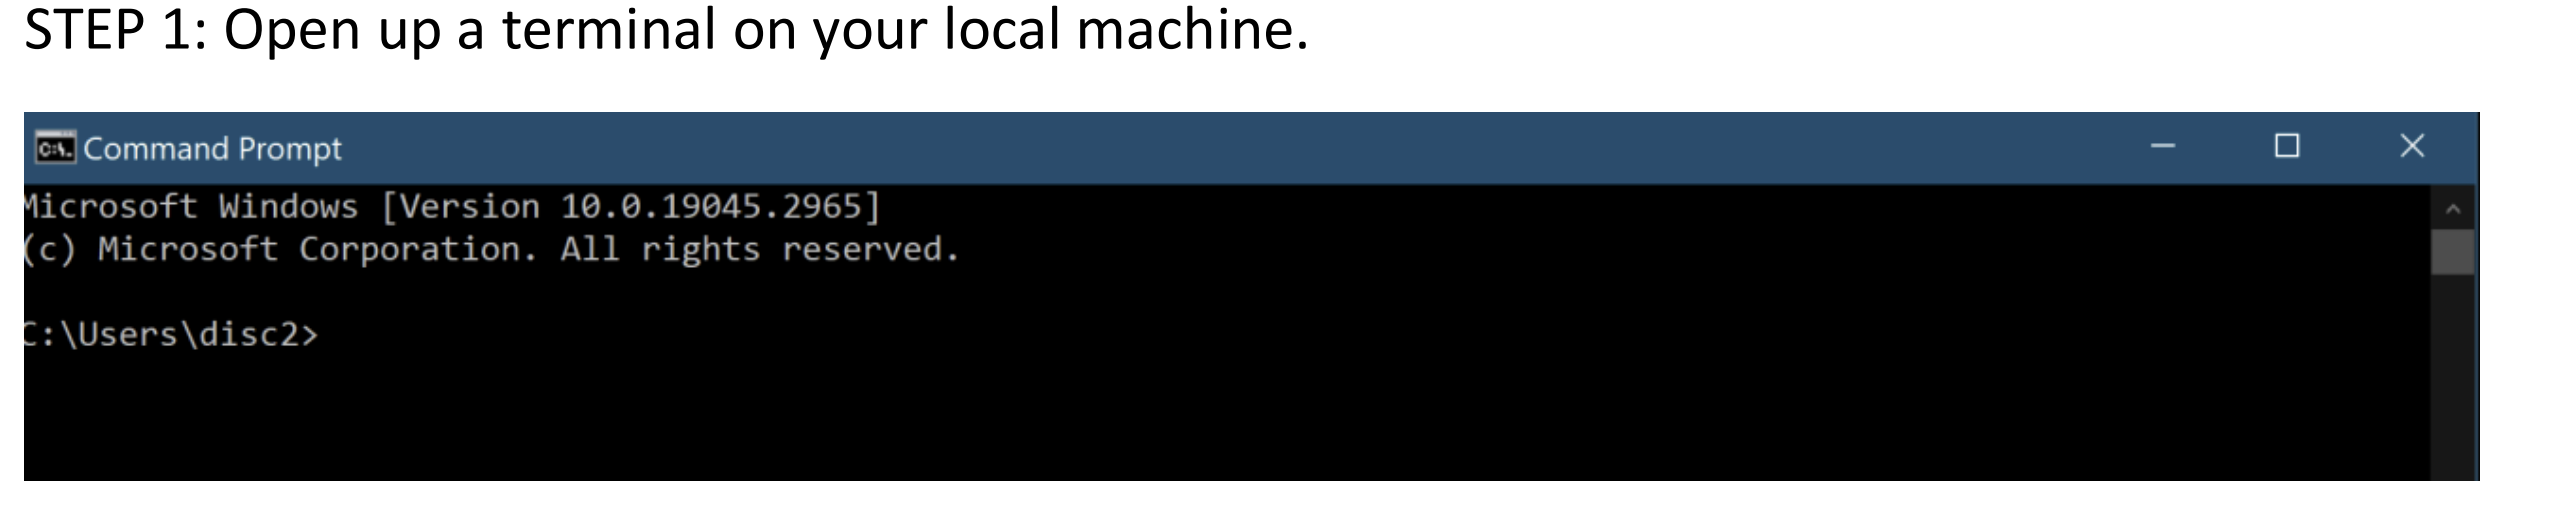 STEP 1: Open up a terminal on your local machine.
C:\. Command Prompt
Microsoft Windows [Version 10.0.19045.2965]
(c) Microsoft Corporation. All rights reserved.
C:\Users\disc2>